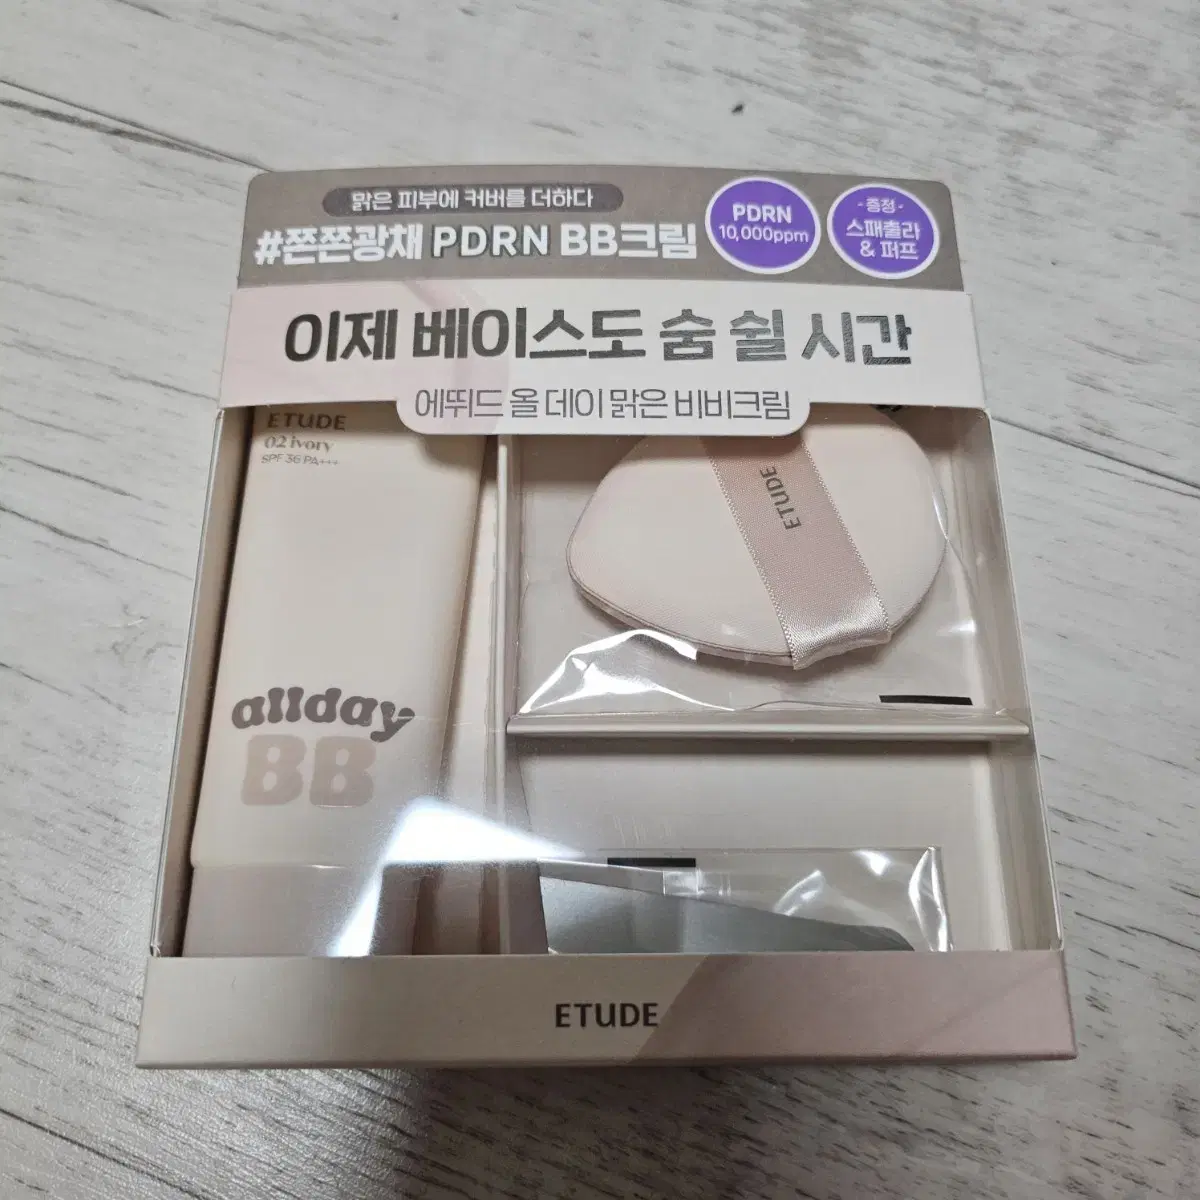 맑은 피부에 커버를 더하다
#쫀쫀광채 PDRN BB크림
PDRN
10,000ppm
-증정-
스패츌라
& 퍼프
이제 베이스도 숨 쉴 시간
에뛰드 올 데이 맑은 비비크림
ETUDE
02 ivory
SPF 36 PA+++
ETUDE
allday
BB
ETUDE